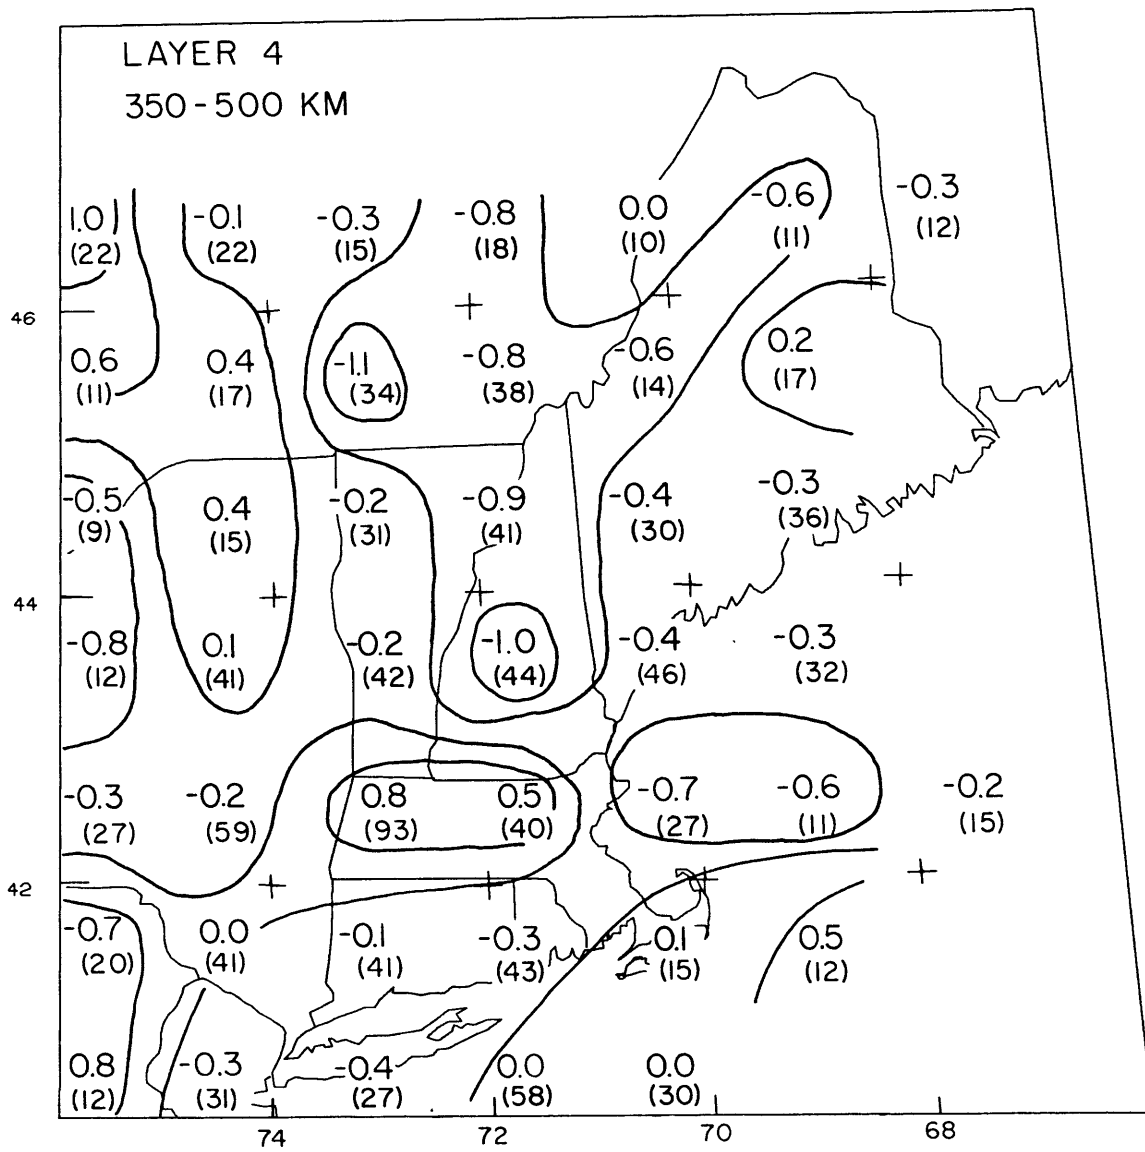 LAYER 4
350-500 KM
1.0 -0.1 -0.3 -0.8 0.0 -0.6 -0.3
(22) (22) (15) (18) (10) (11) (12)
46
0.6 0.4 -1.1 -0.8 -0.6 0.2
(11) (17) (34) (38) (14) (17)
-0.5 0.4 -0.2 -0.9 -0.4 -0.3
(9) (15) (31) (41) (30) (36)
44
-0.8 0.1 -0.2 -1.0 -0.4 -0.3
(12) (41) (42) (44) (46) (32)
-0.3 -0.2 0.8 0.5 -0.7 -0.6 -0.2
(27) (59) (93) (40) (27) (11) (15)
42
-0.7 0.0 -0.1 -0.3 0.1 0.5
(20) (41) (41) (43) (15) (12)
0.8 -0.3 -0.4 0.0 0.0
(12) (31) (27) (58) (30)
74 72 70 68